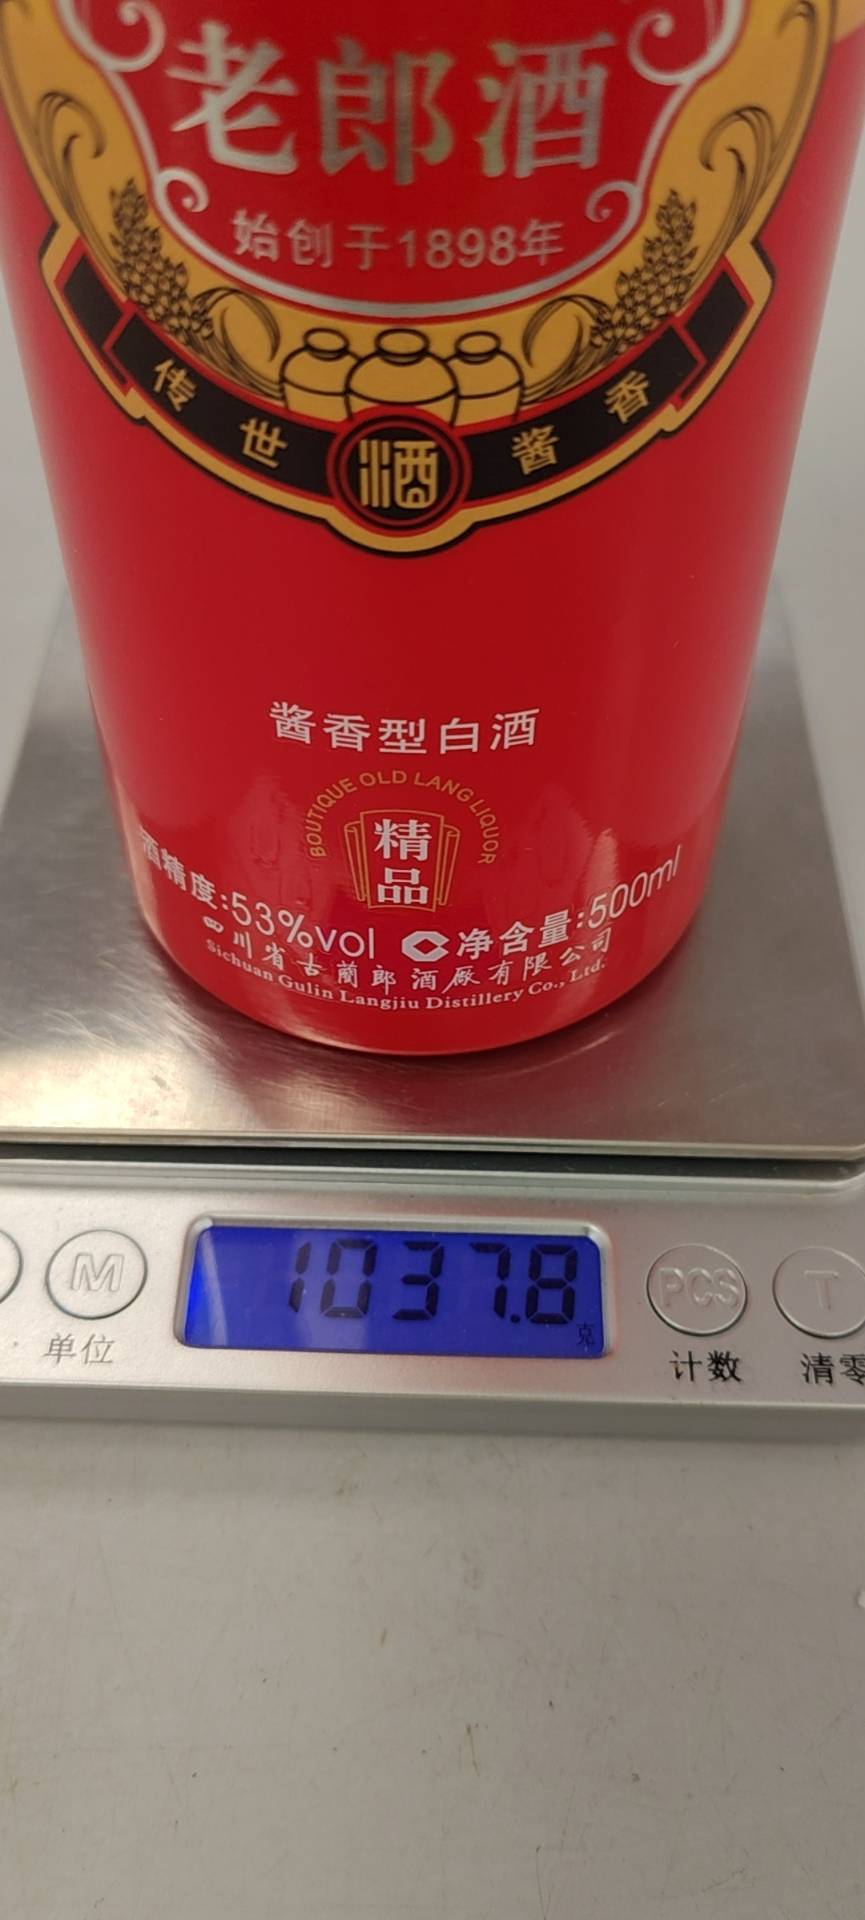 老郎酒
始创于1898年
传世酒酱香
酱香型白酒
BOUTIQUE OLD LANG LIQUOR
精品
酒精度:53%vol 净含量:500ml
四川省古蔺郎酒厂有限公司
Sichuan Gulin Langjiu Distillery Co., Ltd.
1037.8
克
M
PCS
T
单位
计数
清零